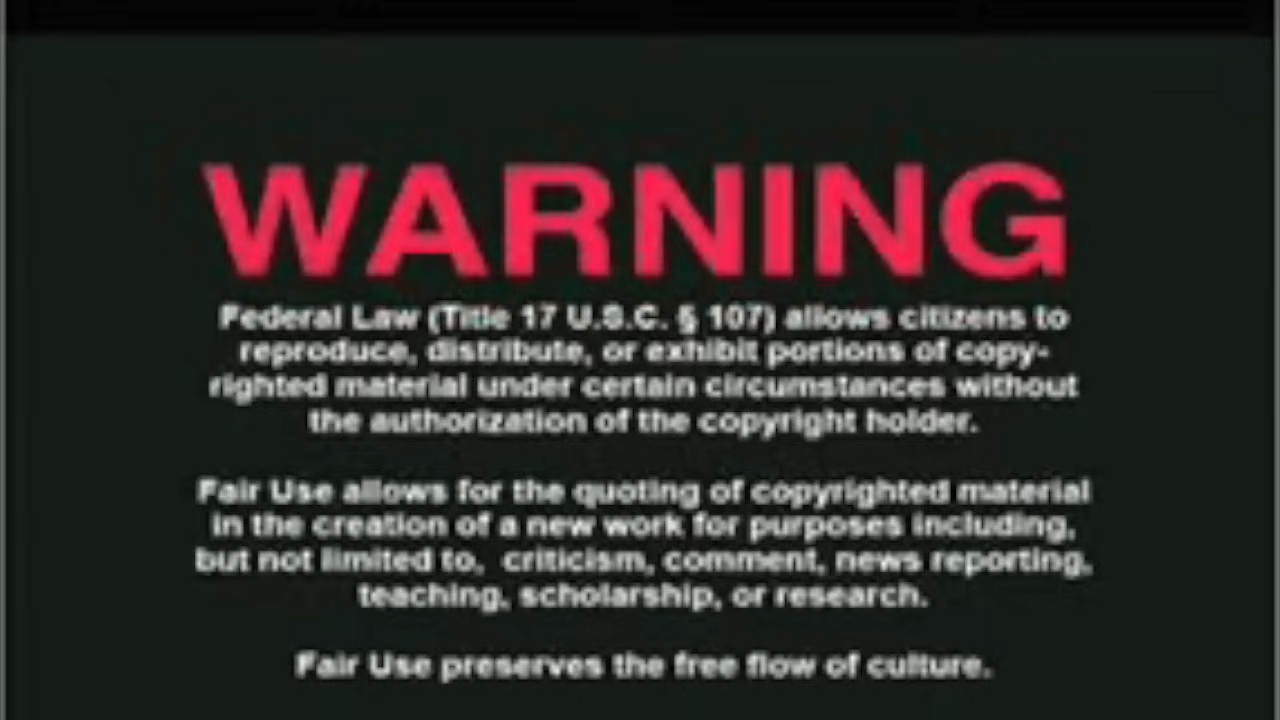 WARNING
Federal Law (Title 17 U.S.C. § 107) allows citizens to
reproduce, distribute, or exhibit portions of copy-
righted material under certain circumstances without
the authorization of the copyright holder.
Fair Use allows for the quoting of copyrighted material
in the creation of a new work for purposes including,
but not limited to,  criticism, comment, news reporting,
teaching, scholarship, or research.
Fair Use preserves the free flow of culture.